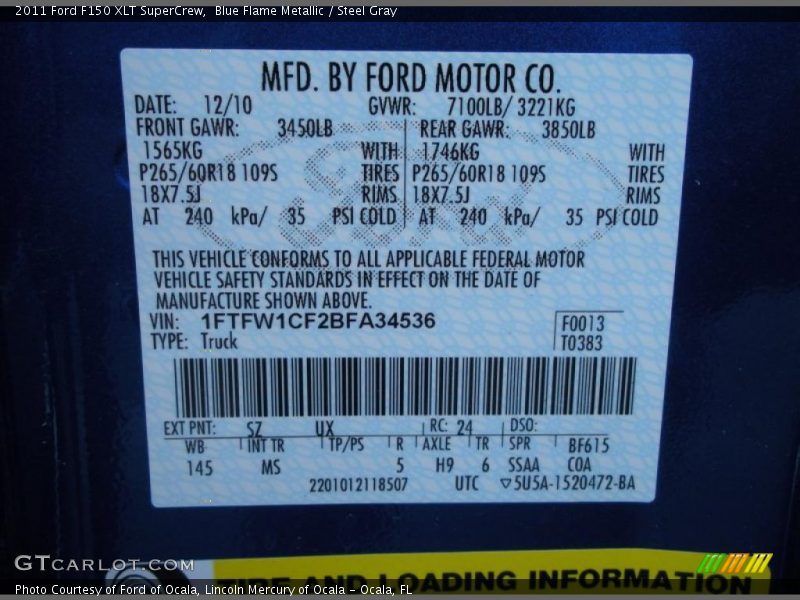 2011 Ford F150 XLT SuperCrew,  Blue Flame Metallic / Steel Gray
MFD. BY FORD MOTOR CO.
DATE: 12/10 GVWR: 7100LB/ 3221KG
FRONT GAWR: 3450LB REAR GAWR: 3850LB
1565KG WITH 1746KG WITH
P265/60R18 109S TIRES P265/60R18 109S TIRES
18X7.5J RIMS 18X7.5J RIMS
AT 240 kPa/ 35 PSI COLD AT 240 kPa/ 35 PSI COLD
THIS VEHICLE CONFORMS TO ALL APPLICABLE FEDERAL MOTOR
VEHICLE SAFETY STANDARDS IN EFFECT ON THE DATE OF
MANUFACTURE SHOWN ABOVE.
VIN: 1FTFW1CF2BFA34536 F0013
TYPE: Truck T0383
EXT PNT: SZ UX RC: 24 DSO:
WB INT TR TP/PS R AXLE TR SPR BF615
145 MS 5 H9 6 SSAA COA
2201012118507 UTC ▽5U5A-1520472-BA
GTCARLOT.COM
TIRE AND LOADING INFORMATION
Photo Courtesy of Ford of Ocala, Lincoln Mercury of Ocala – Ocala, FL